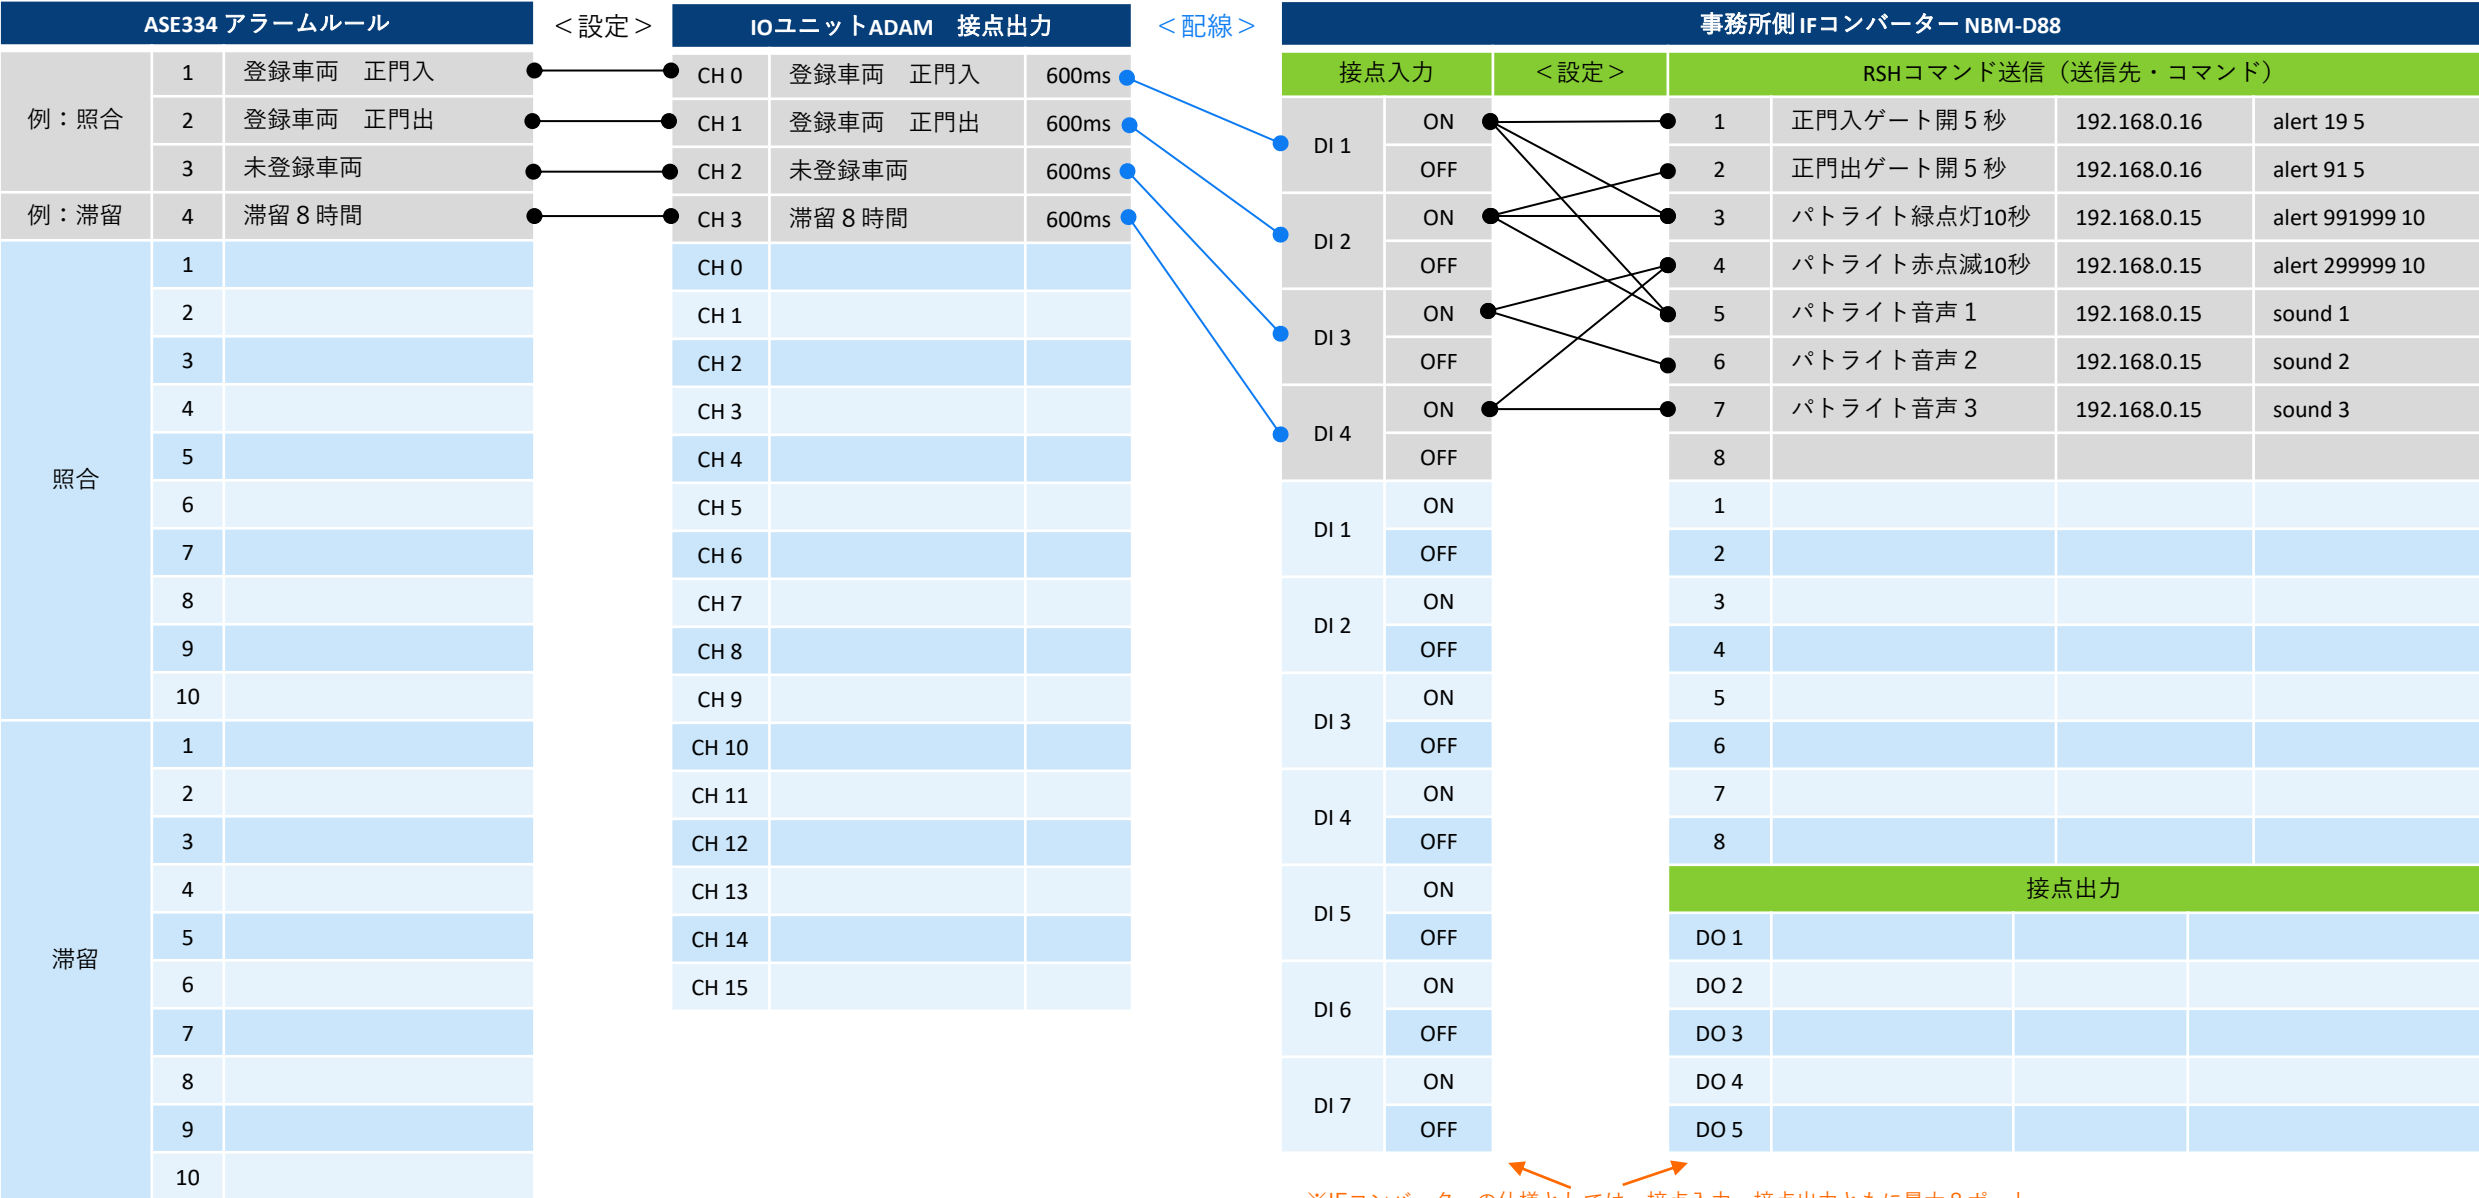 ASE334 アラームルール
＜設定＞
IOユニットADAM　接点出力
＜配線＞
事務所側IFコンバーター NBM-D88
例：照合
1 登録車両　正門入
2 登録車両　正門出
3 未登録車両
例：滞留
4 滞留８時間
照合
1
2
3
4
5
6
7
8
9
10
滞留
1
2
3
4
5
6
7
8
9
10
CH 0 登録車両　正門入 600ms
CH 1 登録車両　正門出 600ms
CH 2 未登録車両 600ms
CH 3 滞留８時間 600ms
CH 0
CH 1
CH 2
CH 3
CH 4
CH 5
CH 6
CH 7
CH 8
CH 9
CH 10
CH 11
CH 12
CH 13
CH 14
CH 15
接点入力
＜設定＞
RSHコマンド送信（送信先・コマンド）
DI 1
ON
OFF
DI 2
ON
OFF
DI 3
ON
OFF
DI 4
ON
OFF
DI 1
ON
OFF
DI 2
ON
OFF
DI 3
ON
OFF
DI 4
ON
OFF
DI 5
ON
OFF
DI 6
ON
OFF
DI 7
ON
OFF
1 正門入ゲート開５秒 192.168.0.16 alert 19 5
2 正門出ゲート開５秒 192.168.0.16 alert 91 5
3 パトライト緑点灯10秒 192.168.0.15 alert 991999 10
4 パトライト赤点滅10秒 192.168.0.15 alert 299999 10
5 パトライト音声１ 192.168.0.15 sound 1
6 パトライト音声２ 192.168.0.15 sound 2
7 パトライト音声３ 192.168.0.15 sound 3
8
1
2
3
4
5
6
7
8
接点出力
DO 1
DO 2
DO 3
DO 4
DO 5